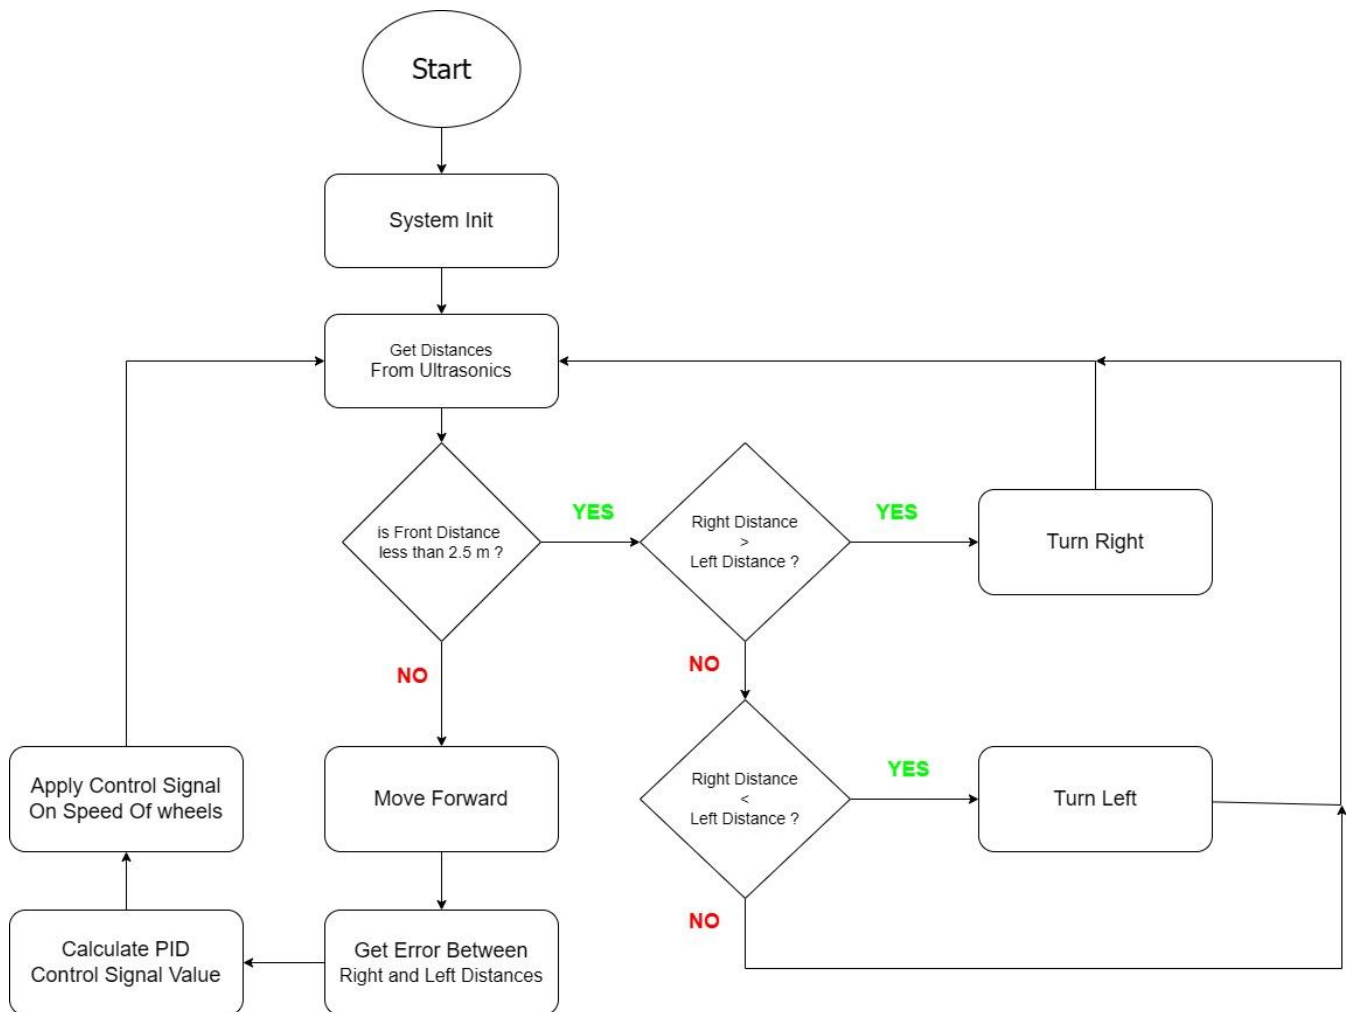 Start
System Init
Get Distances
From Ultrasonics
is Front Distance
less than 2.5 m ?
YES
Right Distance
>
Left Distance ?
YES
Turn Right
NO
NO
Right Distance
<
Left Distance ?
YES
Turn Left
NO
Move Forward
Get Error Between
Right and Left Distances
Calculate PID
Control Signal Value
Apply Control Signal
On Speed Of wheels